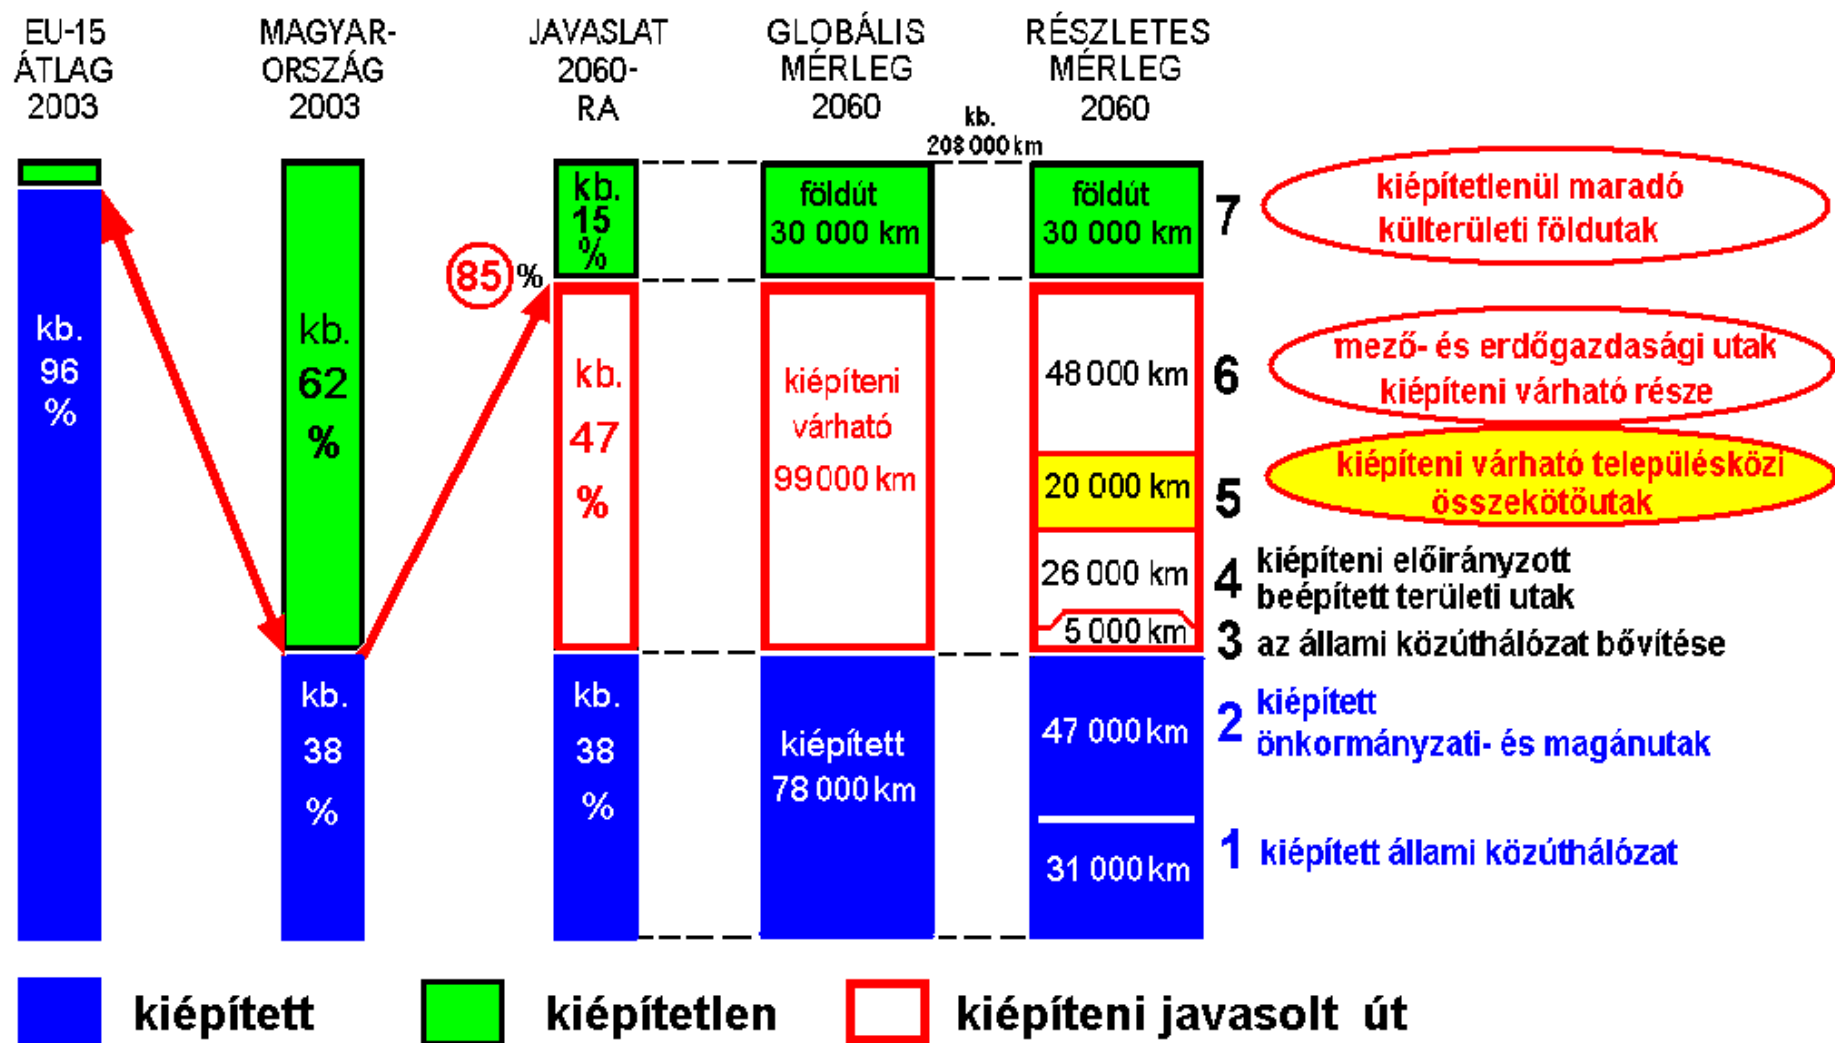 EU-15
ÁTLAG
2003
MAGYAR-
ORSZÁG
2003
JAVASLAT
2060-
RA
GLOBÁLIS
MÉRLEG
2060
RÉSZLETES
MÉRLEG
2060
kb.
208 000 km
kb.
96
%
kb.
62
%
kb.
38
%
85 %
kb.
15
%
kb.
47
%
kb.
38
%
földút
30 000 km
kiépíteni
várható
99 000 km
kiépített
78 000 km
földút
30 000 km
48 000 km
20 000 km
26 000 km
5 000 km
47 000 km
31 000 km
7 kiépítetlenül maradó
külterületi földutak
6 mező- és erdőgazdasági utak
kiépíteni várható része
5 kiépíteni várható településközi
összekötőutak
4 kiépíteni előirányzott
beépített területi utak
3 az állami közúthálózat bővítése
2 kiépített
önkormányzati- és magánutak
1 kiépített állami közúthálózat
kiépített
kiépítetlen
kiépíteni javasolt út